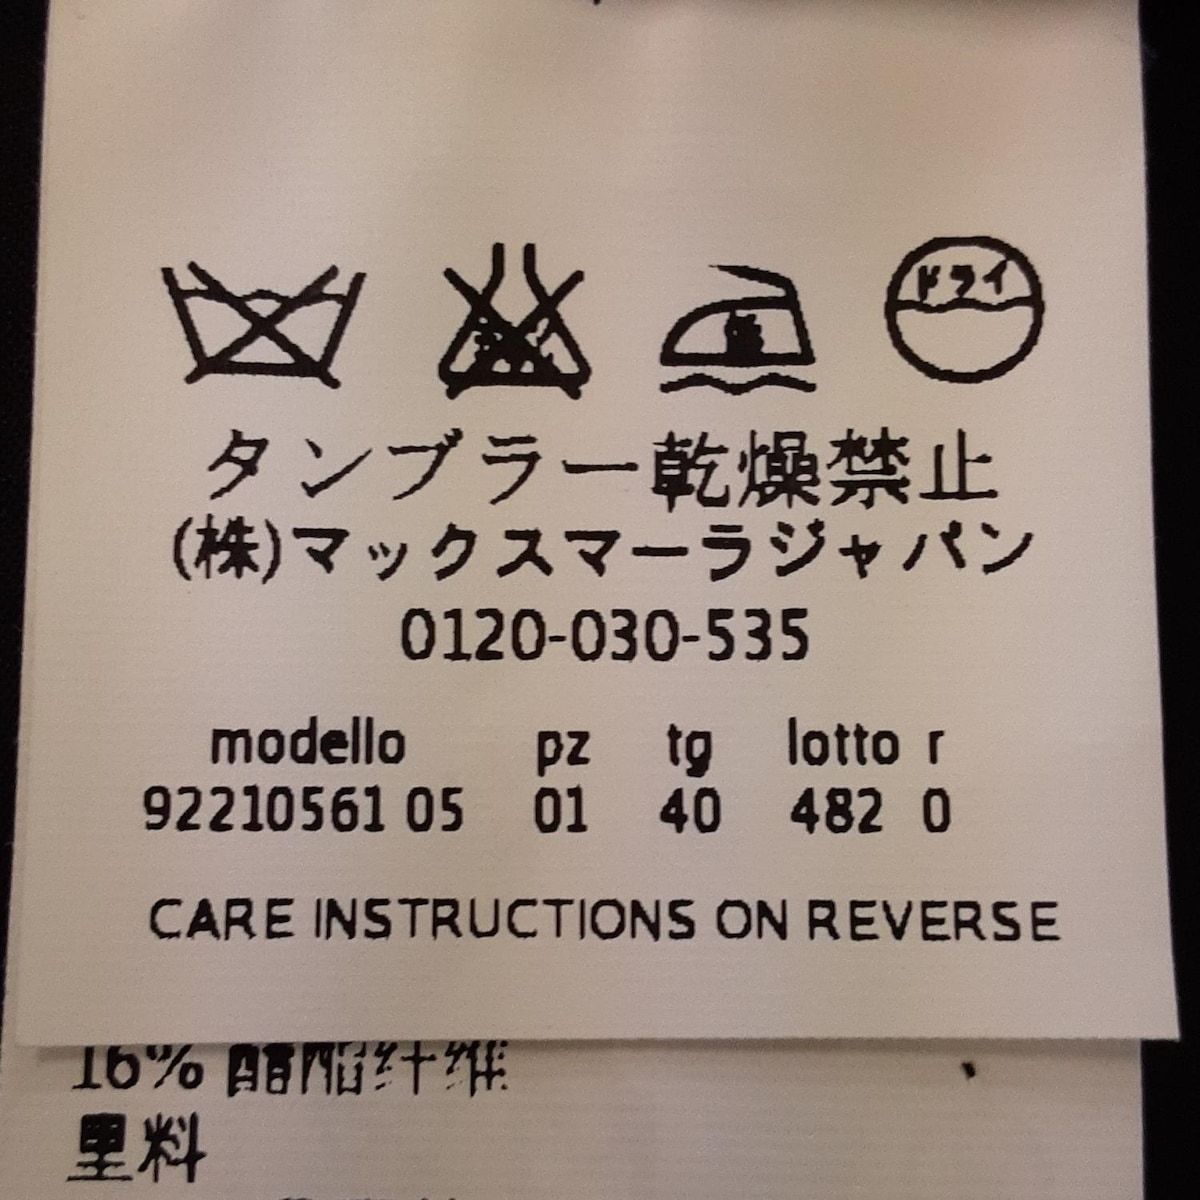 ドライ
タンブラー乾燥禁止
(株)マックスマーラジャパン
0120-030-535
modello pz tg lotto r
92210561 05 01 40 482 0
CARE INSTRUCTIONS ON REVERSE
16% 醋酯纤维
里料